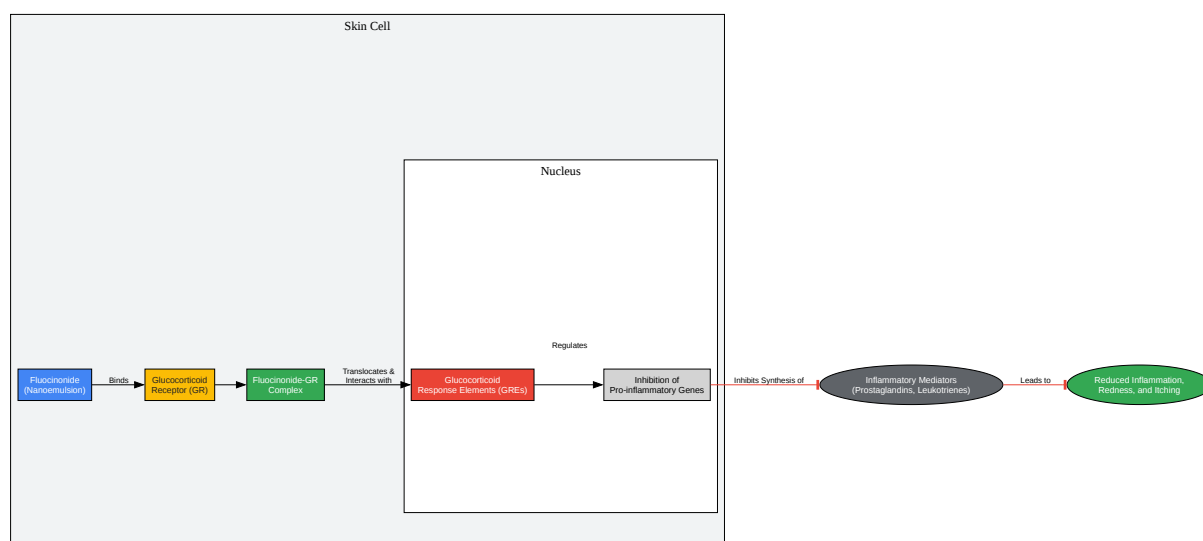 Skin Cell
Nucleus
Regulates
Fluocinonide
(Nanoemulsion)
Binds
Glucocorticoid
Receptor (GR)
Fluocinonide-GR
Complex
Translocates &
Interacts with
Glucocorticoid
Response Elements (GREs)
Inhibition of
Pro-inflammatory Genes
Inhibits Synthesis of
Inflammatory Mediators
(Prostaglandins, Leukotrienes)
Leads to
Reduced Inflammation,
Redness, and Itching